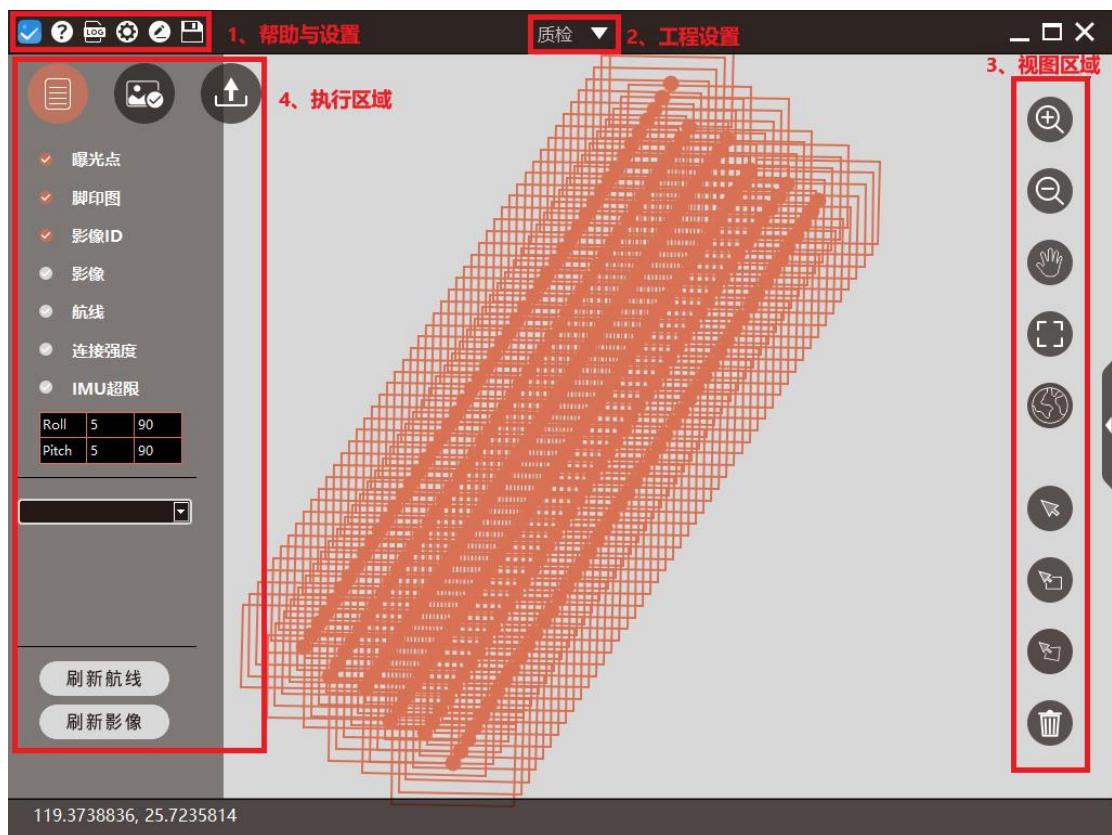 LOG
1、帮助与设置
质检
2、工程设置
3、视图区域
4、执行区域
曝光点
脚印图
影像ID
影像
航线
连接强度
IMU超限
Roll 5 90
Pitch 5 90
刷新航线
刷新影像
119.3738836, 25.7235814